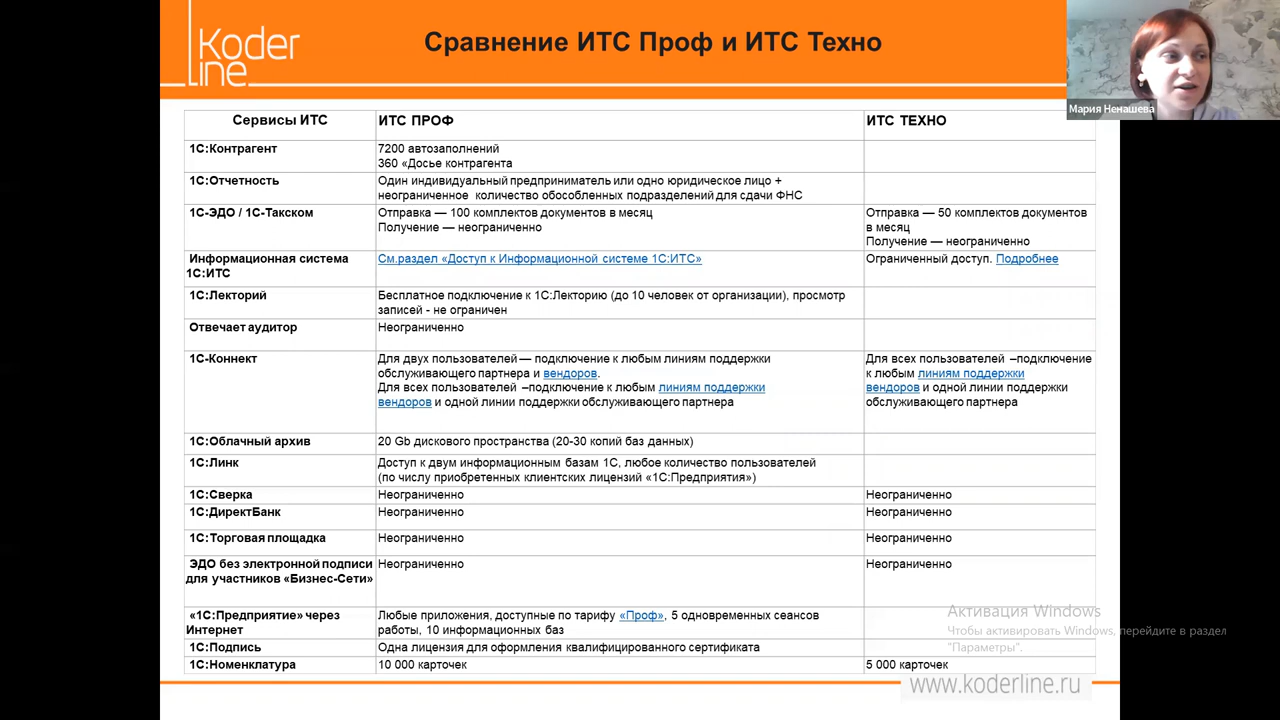 Koder
line
Сравнение ИТС Проф и ИТС Техно
Мария Ненашева
Сервисы ИТС
ИТС ПРОФ
ИТС ТЕХНО
1С:Контрагент
7200 автозаполнений
360 «Досье контрагента
1С:Отчетность
Один индивидуальный предприниматель или одно юридическое лицо +
неограниченное количество обособленных подразделений для сдачи ФНС
1С-ЭДО / 1С-Такском
Отправка — 100 комплектов документов в месяц
Получение — неограниченно
Отправка — 50 комплектов документов
в месяц
Получение — неограниченно
Информационная система
1С:ИТС
См.раздел «Доступ к Информационной системе 1С:ИТС»
Ограниченный доступ. Подробнее
1С:Лекторий
Бесплатное подключение к 1С:Лекторию (до 10 человек от организации), просмотр
записей - не ограничен
Отвечает аудитор
Неограниченно
1С-Коннект
Для двух пользователей — подключение к любым линиям поддержки
обслуживающего партнера и вендоров.
Для всех пользователей –подключение к любым линиям поддержки
вендоров и одной линии поддержки обслуживающего партнера
Для всех пользователей –подключение
к любым линиям поддержки
вендоров и одной линии поддержки
обслуживающего партнера
1С:Облачный архив
20 Gb дискового пространства (20-30 копий баз данных)
1С:Линк
Доступ к двум информационным базам 1С, любое количество пользователей
(по числу приобретенных клиентских лицензий «1С:Предприятия»)
1С:Сверка
Неограниченно
Неограниченно
1С:ДиректБанк
Неограниченно
Неограниченно
1С:Торговая площадка
Неограниченно
Неограниченно
ЭДО без электронной подписи
для участников «Бизнес-Сети»
Неограниченно
Неограниченно
«1С:Предприятие» через
Интернет
Любые приложения, доступные по тарифу «Проф», 5 одновременных сеансов
работы, 10 информационных баз
1С:Подпись
Одна лицензия для оформления квалифицированного сертификата
1С:Номенклатура
10 000 карточек
5 000 карточек
Активация Windows
Чтобы активировать Windows, перейдите в раздел
"Параметры".
www.koderline.ru